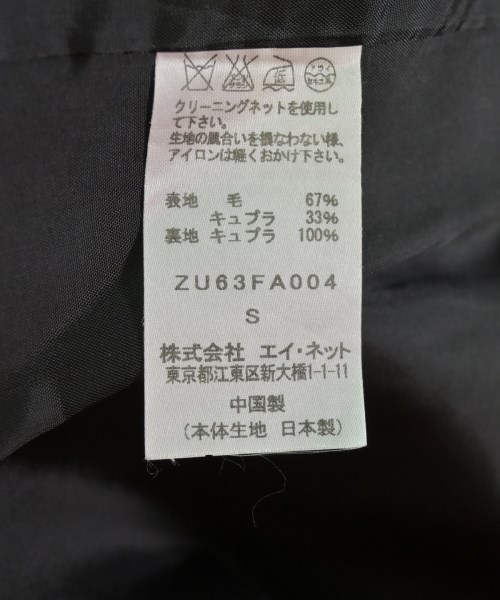 クリーニングネットを使用し
て下さい。
生地の風合いを損なわない様、
アイロンは軽くおかけ下さい。
表地 毛 67%
キュプラ 33%
裏地 キュプラ 100%
ZU63FA004
S
株式会社 エイ・ネット
東京都江東区新大橋1-1-11
中国製
(本体生地 日本製)